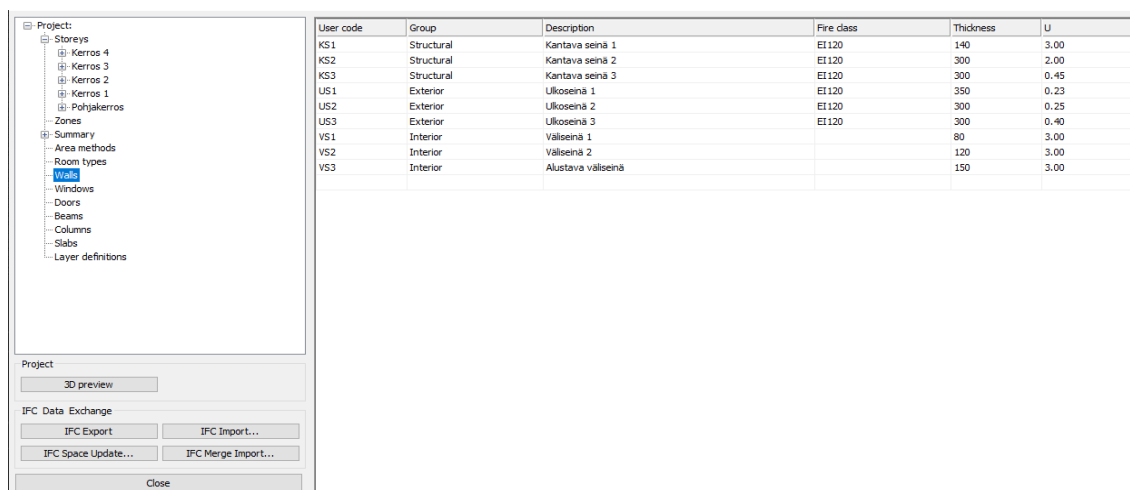 Project:
Storeys
Kerros 4
Kerros 3
Kerros 2
Kerros 1
Pohjakerros
Zones
Summary
Area methods
Room types
Walls
Windows
Doors
Beams
Columns
Slabs
Layer definitions
Project
3D preview
IFC Data Exchange
IFC Export IFC Import...
IFC Space Update... IFC Merge Import...
Close
User code Group Description Fire class Thickness U
KS1 Structural Kantava seinä 1 EI120 140 3.00
KS2 Structural Kantava seinä 2 EI120 300 2.00
KS3 Structural Kantava seinä 3 EI120 300 0.45
US1 Exterior Ulkoseinä 1 EI120 350 0.23
US2 Exterior Ulkoseinä 2 EI120 300 0.25
US3 Exterior Ulkoseinä 3 EI120 300 0.40
VS1 Interior Väliseinä 1 80 3.00
VS2 Interior Väliseinä 2 120 3.00
VS3 Interior Alustava väliseinä 150 3.00